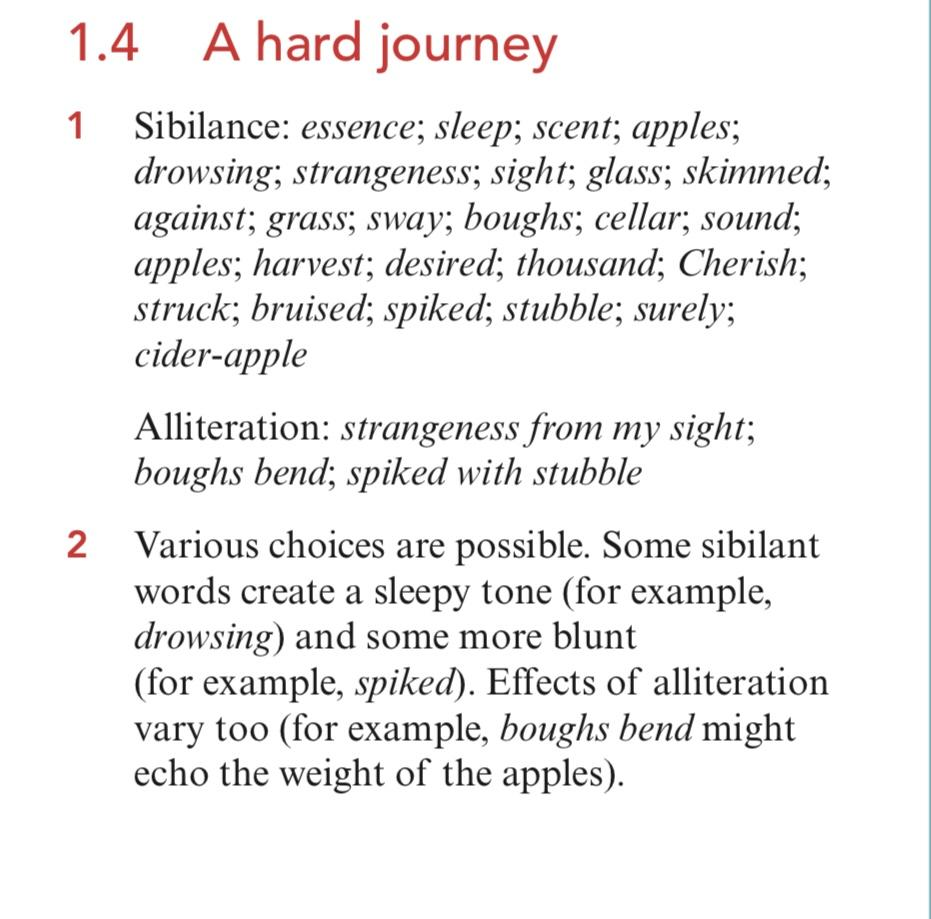 1.4 A hard journey
1 Sibilance: essence; sleep; scent; apples;
drowsing; strangeness; sight; glass; skimmed;
against; grass; sway; boughs; cellar; sound;
apples; harvest; desired; thousand; Cherish;
struck; bruised; spiked; stubble; surely;
cider-apple
Alliteration: strangeness from my sight;
boughs bend; spiked with stubble
2 Various choices are possible. Some sibilant
words create a sleepy tone (for example,
drowsing) and some more blunt
(for example, spiked). Effects of alliteration
vary too (for example, boughs bend might
echo the weight of the apples).